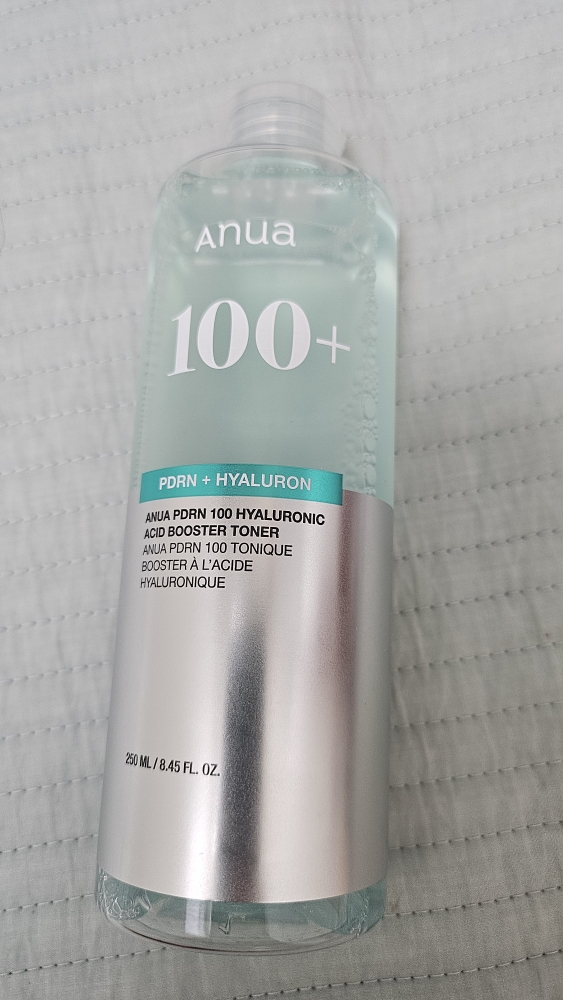 Anua
100+
PDRN + HYALURON
ANUA PDRN 100 HYALURONIC
ACID BOOSTER TONER
ANUA PDRN 100 TONIQUE
BOOSTER À L'ACIDE
HYALURONIQUE
250 ML / 8.45 FL. OZ.